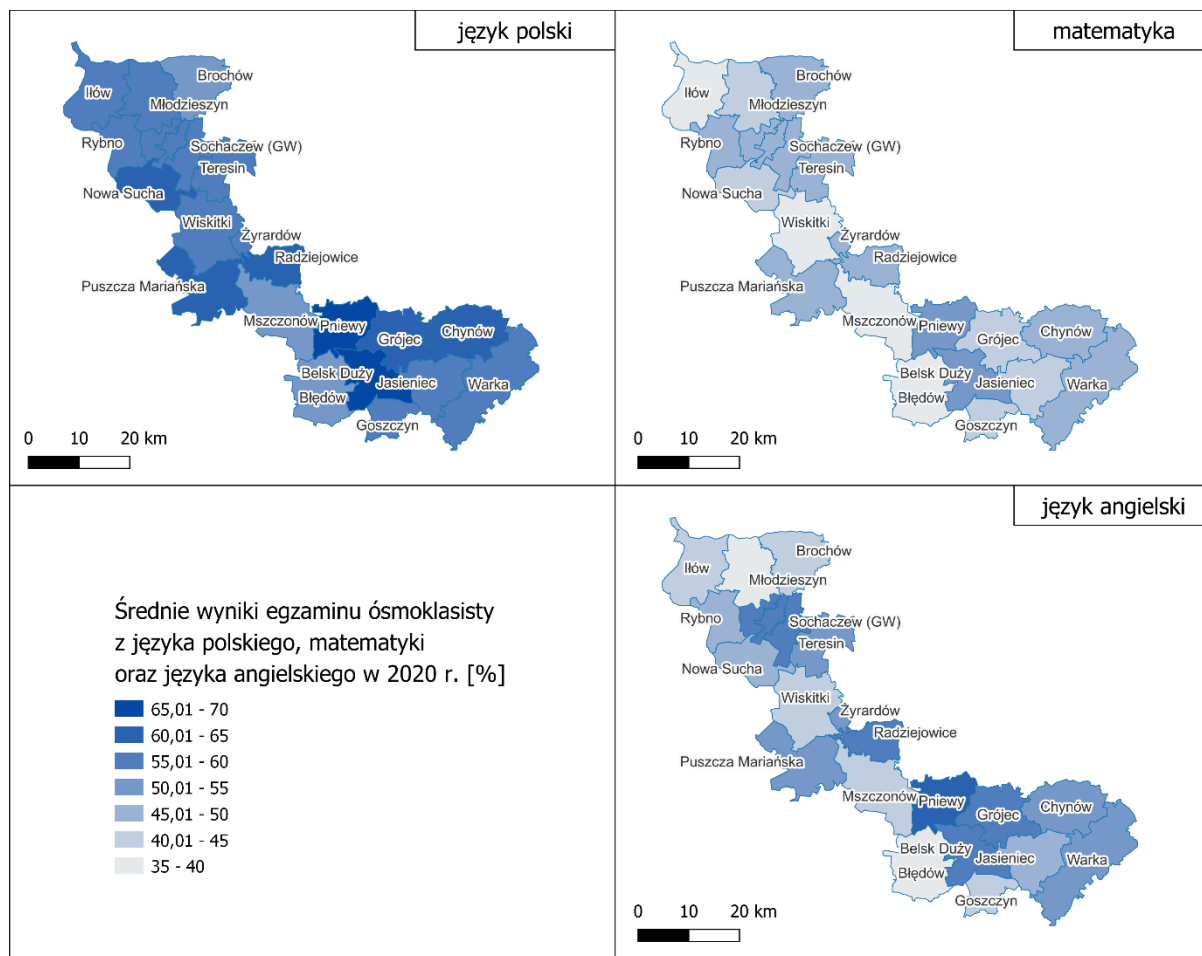 język polski
Brochów
Iłów
Młodzieszyn
Rybno
Sochaczew (GW)
Teresin
Nowa Sucha
Wiskitki
Żyrardów
Radziejowice
Puszcza Mariańska
Mszczonów
Pniewy
Grójec
Chynów
Belsk Duży
Jasieniec
Warka
Błędów
Goszczyn
0 10 20 km
matematyka
Brochów
Iłów
Młodzieszyn
Rybno
Sochaczew (GW)
Teresin
Nowa Sucha
Wiskitki
Żyrardów
Radziejowice
Puszcza Mariańska
Mszczonów
Pniewy
Grójec
Chynów
Belsk Duży
Jasieniec
Warka
Błędów
Goszczyn
0 10 20 km
Średnie wyniki egzaminu ósmoklasisty
z języka polskiego, matematyki
oraz języka angielskiego w 2020 r. [%]
65,01 - 70
60,01 - 65
55,01 - 60
50,01 - 55
45,01 - 50
40,01 - 45
35 - 40
język angielski
Brochów
Iłów
Młodzieszyn
Rybno
Sochaczew (GW)
Teresin
Nowa Sucha
Wiskitki
Żyrardów
Radziejowice
Puszcza Mariańska
Mszczonów
Pniewy
Grójec
Chynów
Belsk Duży
Jasieniec
Warka
Błędów
Goszczyn
0 10 20 km